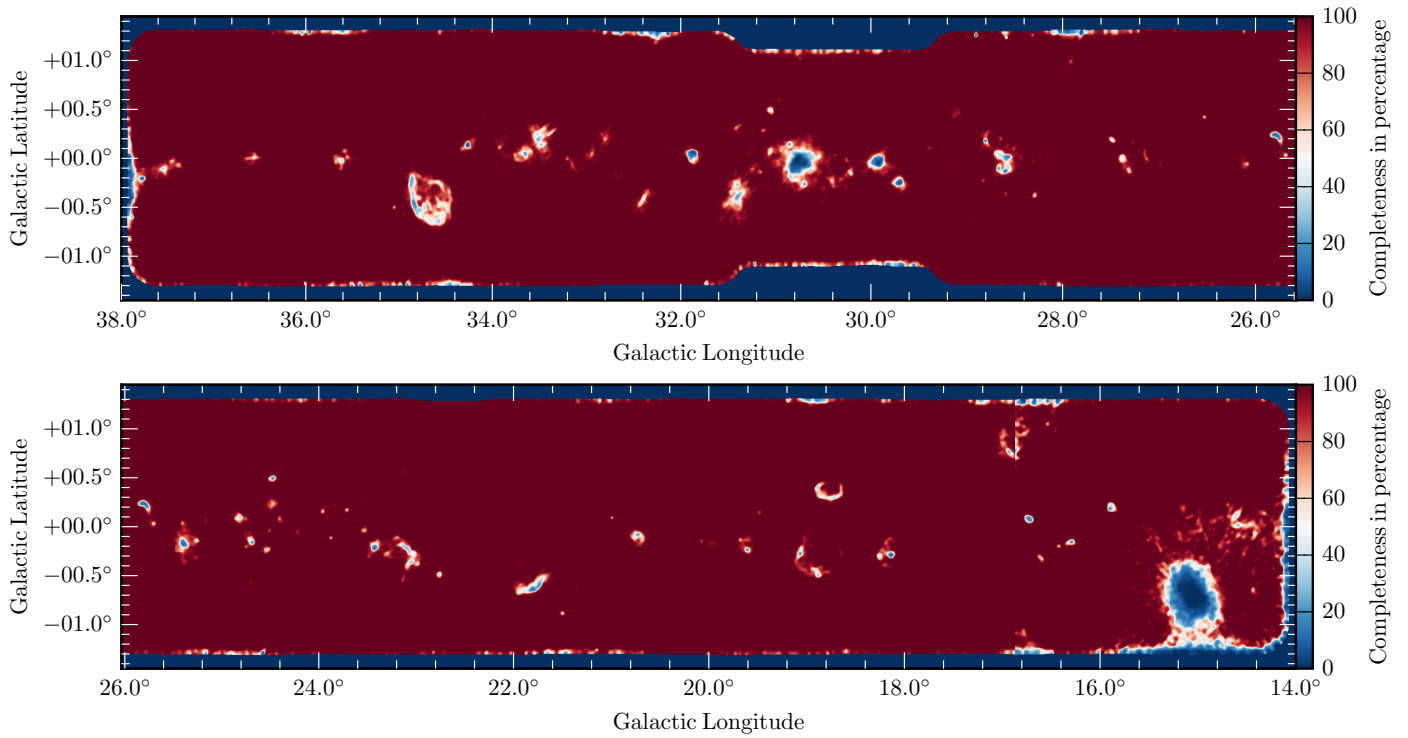 Galactic Latitude
+01.0°
+00.5°
+00.0°
−00.5°
−01.0°
38.0° 36.0° 34.0° 32.0° 30.0° 28.0° 26.0°
Galactic Longitude
100
80
60
40
20
0
Completeness in percentage
Galactic Latitude
+01.0°
+00.5°
+00.0°
−00.5°
−01.0°
26.0° 24.0° 22.0° 20.0° 18.0° 16.0° 14.0°
Galactic Longitude
100
80
60
40
20
0
Completeness in percentage